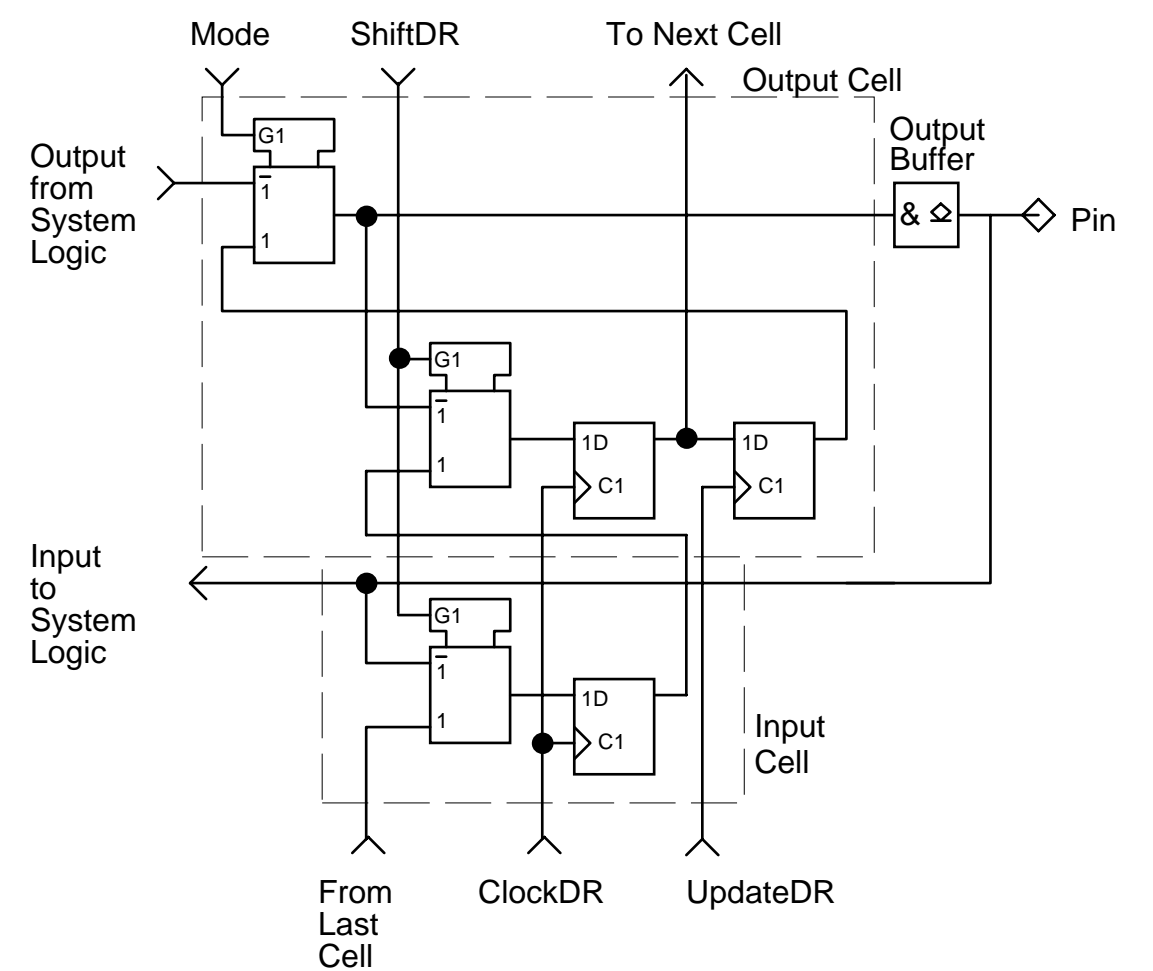 Mode
ShiftDR
To Next Cell
Output Cell
G1
Output
Buffer
Output
from
System
Logic
1
1
&
Pin
G1
1
1
1D
C1
1D
C1
Input
to
System
Logic
G1
1
1
1D
C1
Input
Cell
From
Last
Cell
ClockDR
UpdateDR